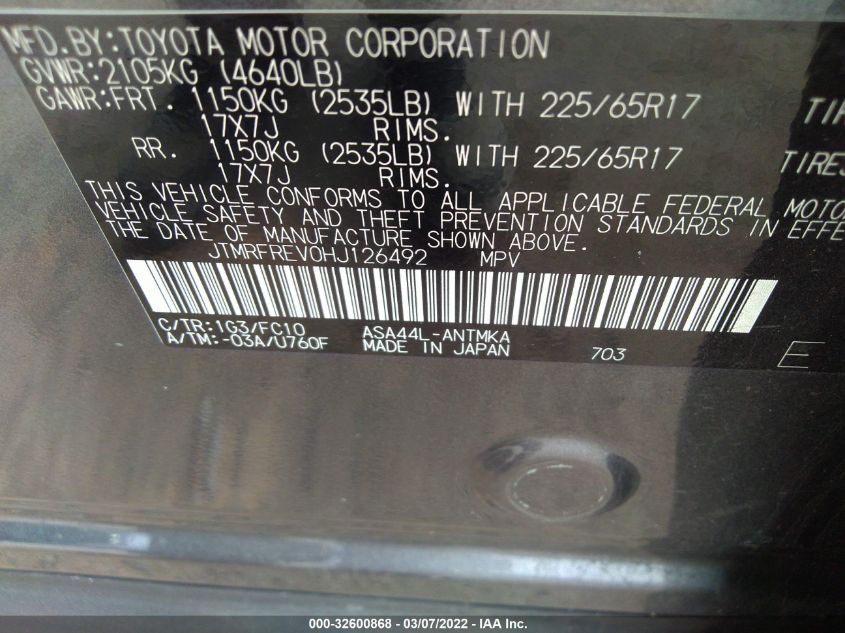 MFD.BY:TOYOTA MOTOR CORPORATION
GVWR:2105KG (4640LB)
GAWR:FRT. 1150KG (2535LB) WITH 225/65R17
17X7J RIMS.
RR. 1150KG (2535LB) WITH 225/65R17 TIRES
17X7J RIMS.
THIS VEHICLE CONFORMS TO ALL APPLICABLE FEDERAL MOTO
VEHICLE SAFETY AND THEFT PREVENTION STANDARDS IN EFFE
THE DATE OF MANUFACTURE SHOWN ABOVE.
JTMRFREV0HJ126492 MPV
C/TR:1G3/FC10 ASA44L-ANTMKA
A/TM:-03A/U760F MADE IN JAPAN 703 E
000-32600868 - 03/07/2022 - IAA Inc.